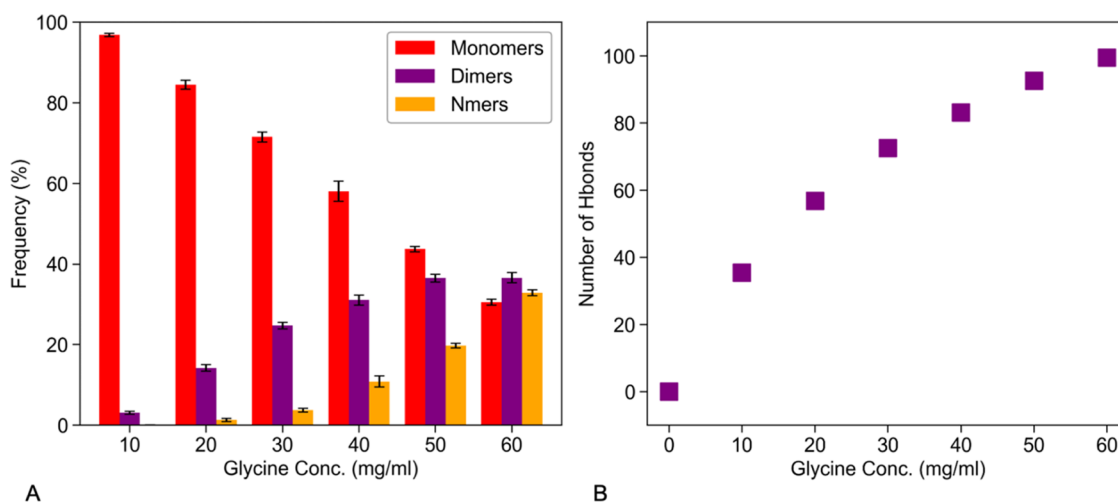 100
80
60
40
20
0
Frequency (%)
Monomers
Dimers
Nmers
10 20 30 40 50 60
Glycine Conc. (mg/ml)
A
100
80
60
40
20
0
Number of Hbonds
0 10 20 30 40 50 60
Glycine Conc. (mg/ml)
B